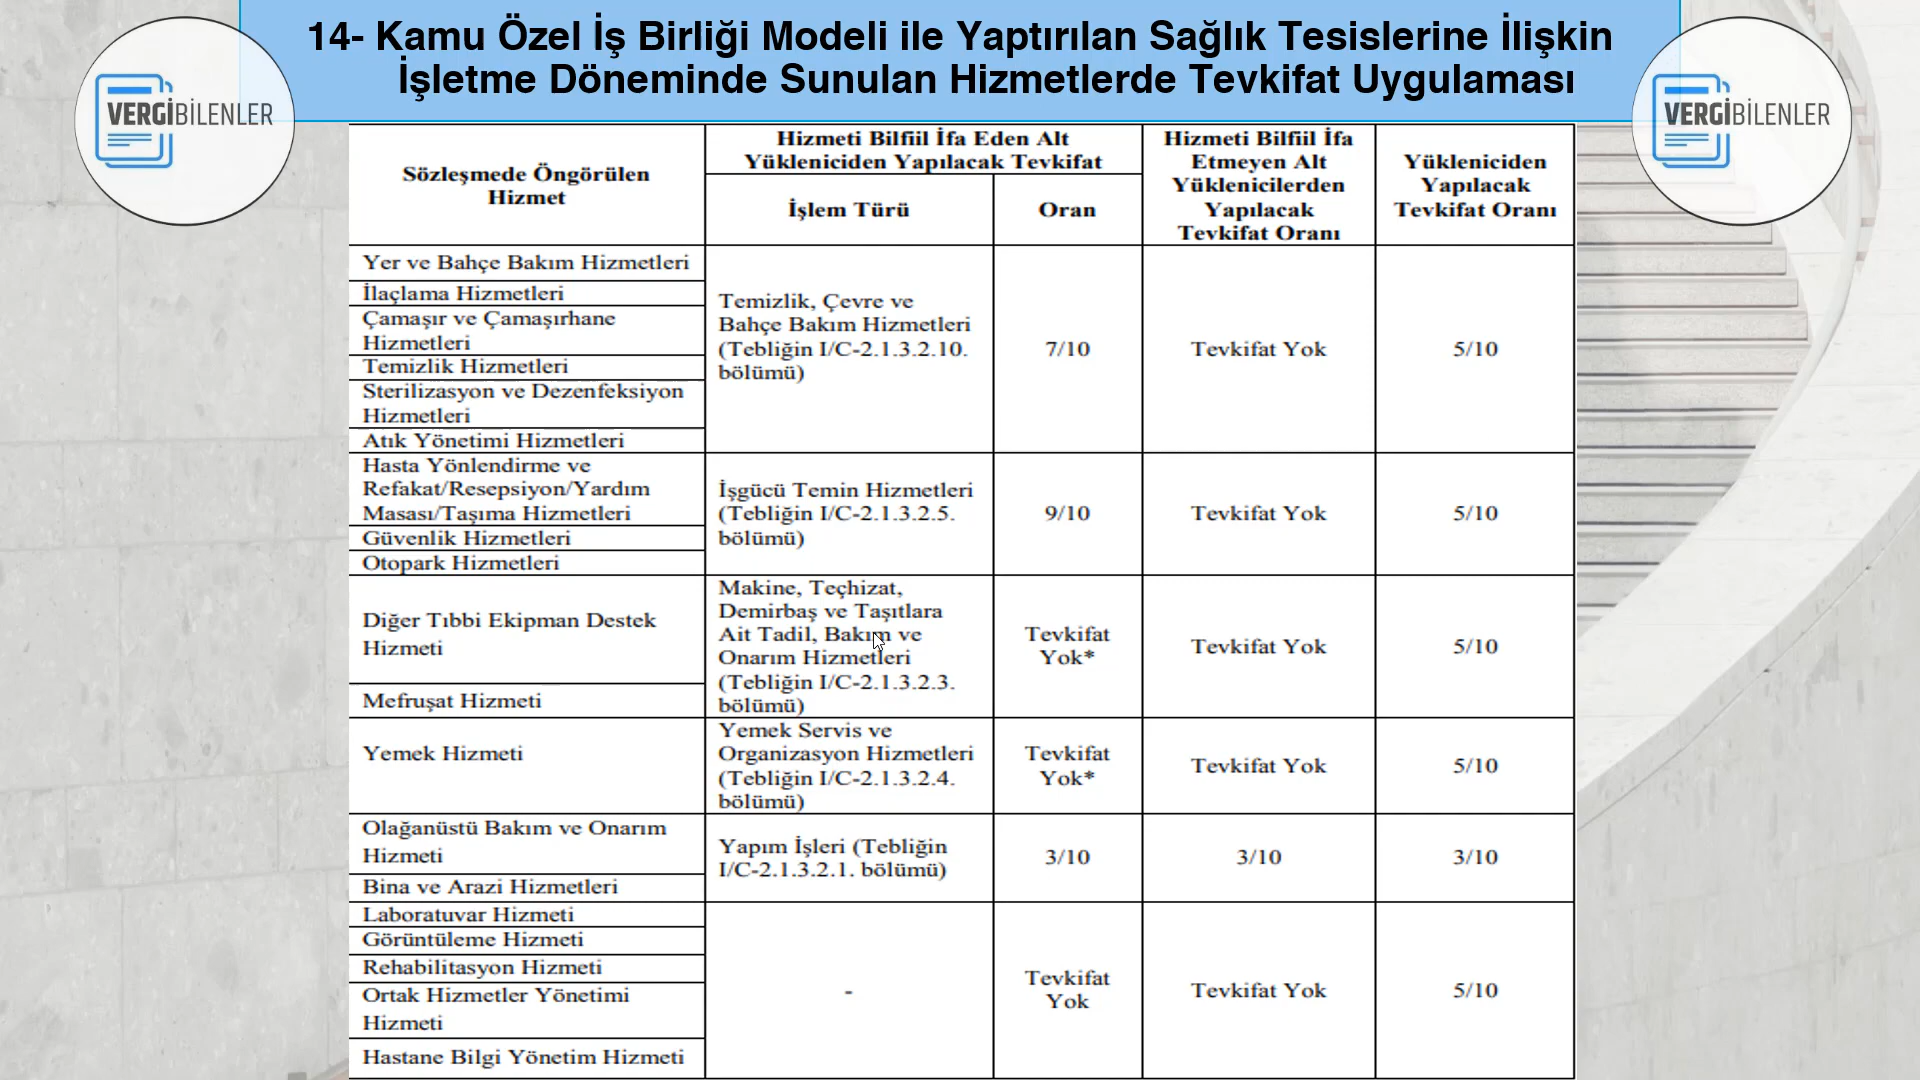 14- Kamu Özel İş Birliği Modeli ile Yaptırılan Sağlık Tesislerine İlişkin
İşletme Döneminde Sunulan Hizmetlerde Tevkifat Uygulaması
VERGİBİLENLER
VERGİBİLENLER
Sözleşmede Öngörülen
Hizmet
Hizmeti Bilfiil İfa Eden Alt
Yükleniciden Yapılacak Tevkifat
İşlem Türü
Oran
Hizmeti Bilfiil İfa
Etmeyen Alt
Yüklenicilerden
Yapılacak
Tevkifat Oranı
Yükleniciden
Yapılacak
Tevkifat Oranı
Yer ve Bahçe Bakım Hizmetleri
İlaçlama Hizmetleri
Çamaşır ve Çamaşırhane
Hizmetleri
Temizlik Hizmetleri
Sterilizasyon ve Dezenfeksiyon
Hizmetleri
Atık Yönetimi Hizmetleri
Temizlik, Çevre ve
Bahçe Bakım Hizmetleri
(Tebliğin I/C-2.1.3.2.10.
bölümü)
7/10
Tevkifat Yok
5/10
Hasta Yönlendirme ve
Refakat/Resepsiyon/Yardım
Masası/Taşıma Hizmetleri
Güvenlik Hizmetleri
Otopark Hizmetleri
İşgücü Temin Hizmetleri
(Tebliğin I/C-2.1.3.2.5.
bölümü)
9/10
Tevkifat Yok
5/10
Diğer Tıbbi Ekipman Destek
Hizmeti
Mefruşat Hizmeti
Makine, Teçhizat,
Demirbaş ve Taşıtlara
Ait Tadil, Bakım ve
Onarım Hizmetleri
(Tebliğin I/C-2.1.3.2.3.
bölümü)
Tevkifat
Yok*
Tevkifat Yok
5/10
Yemek Hizmeti
Yemek Servis ve
Organizasyon Hizmetleri
(Tebliğin I/C-2.1.3.2.4.
bölümü)
Tevkifat
Yok*
Tevkifat Yok
5/10
Olağanüstü Bakım ve Onarım
Hizmeti
Bina ve Arazi Hizmetleri
Yapım İşleri (Tebliğin
I/C-2.1.3.2.1. bölümü)
3/10
3/10
3/10
Laboratuvar Hizmeti
Görüntüleme Hizmeti
Rehabilitasyon Hizmeti
Ortak Hizmetler Yönetimi
Hizmeti
Hastane Bilgi Yönetim Hizmeti
-
Tevkifat
Yok
Tevkifat Yok
5/10